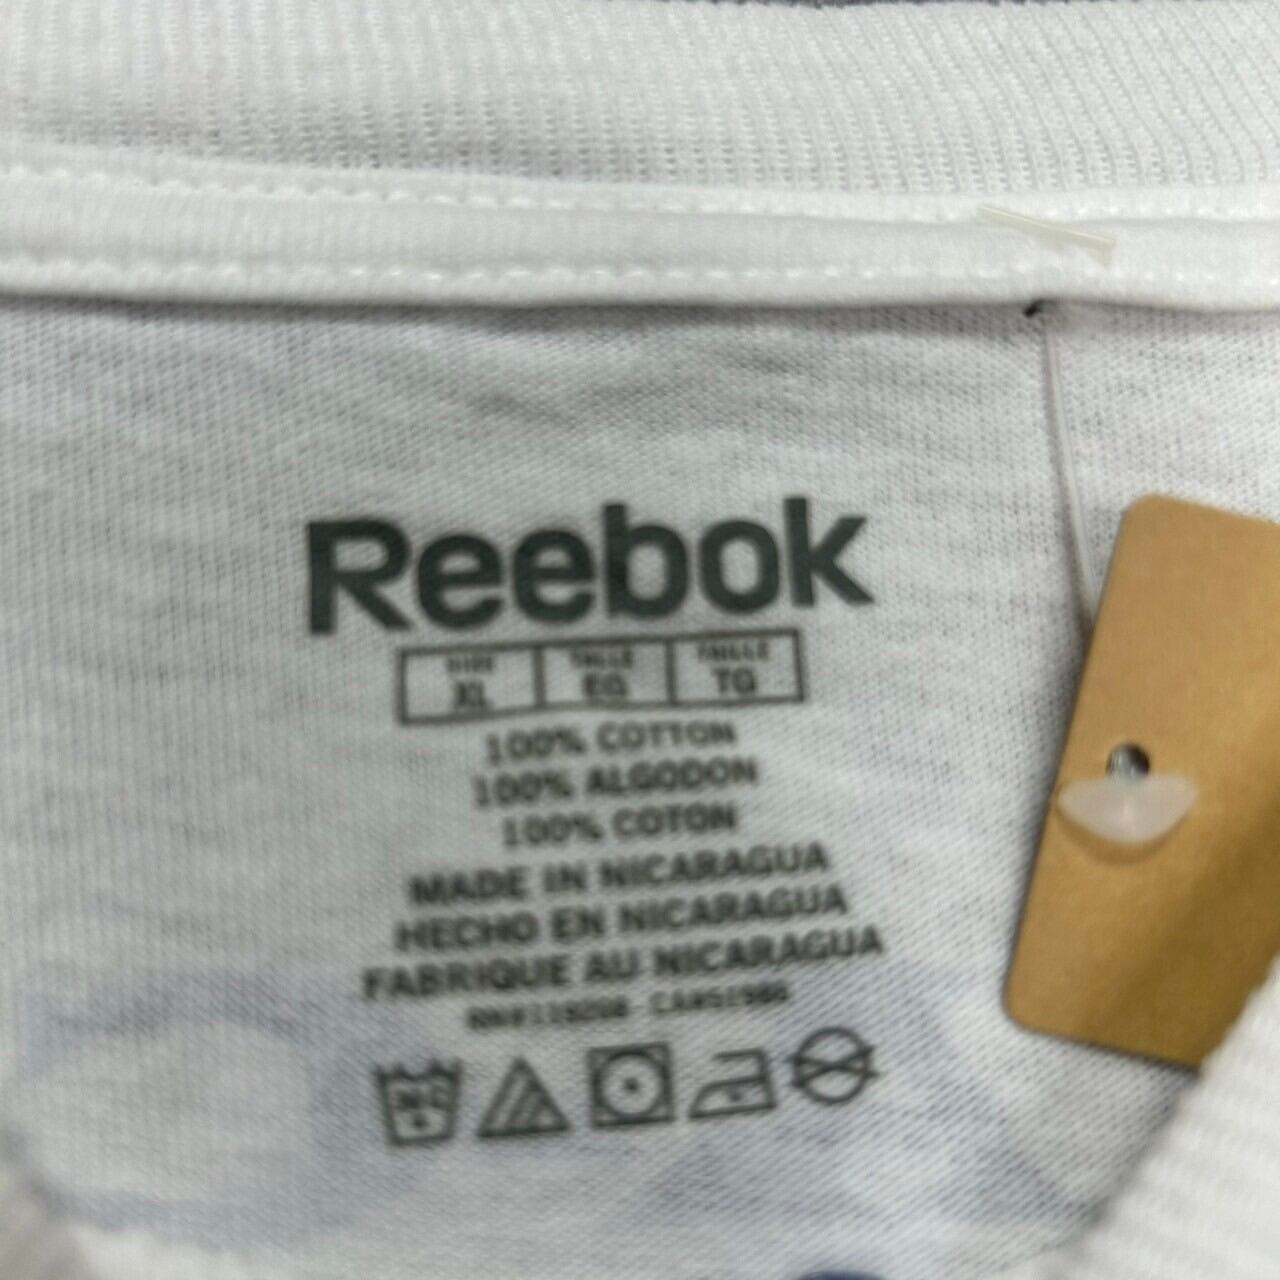 Reebok
SIZE TALLE TAILLE
XL EG TG
100% COTTON
100% ALGODON
100% COTON
MADE IN NICARAGUA
HECHO EN NICARAGUA
FABRIQUE AU NICARAGUA